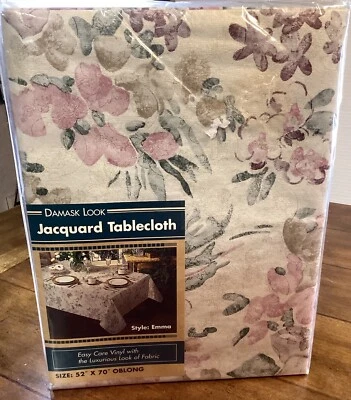 DAMASK LOOK
Jacquard Tablecloth
Style: Emma
Easy Care Vinyl with
the Luxurious Look of Fabric
SIZE: 52" X 70" OBLONG